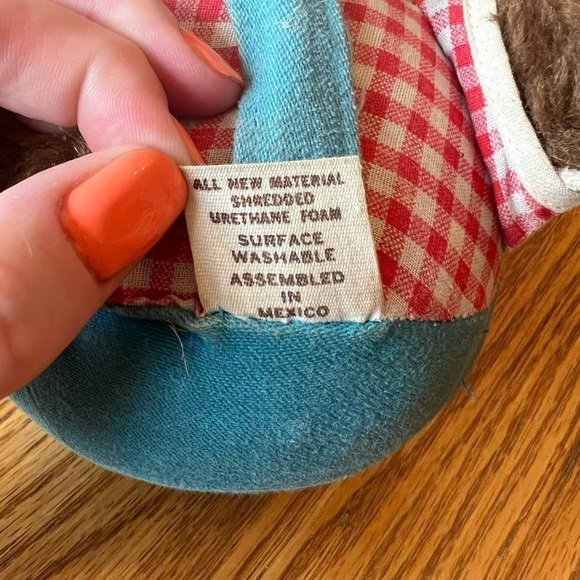 ALL NEW MATERIAL
SHREDDED
URETHANE FOAM
SURFACE
WASHABLE
ASSEMBLED
IN
MEXICO